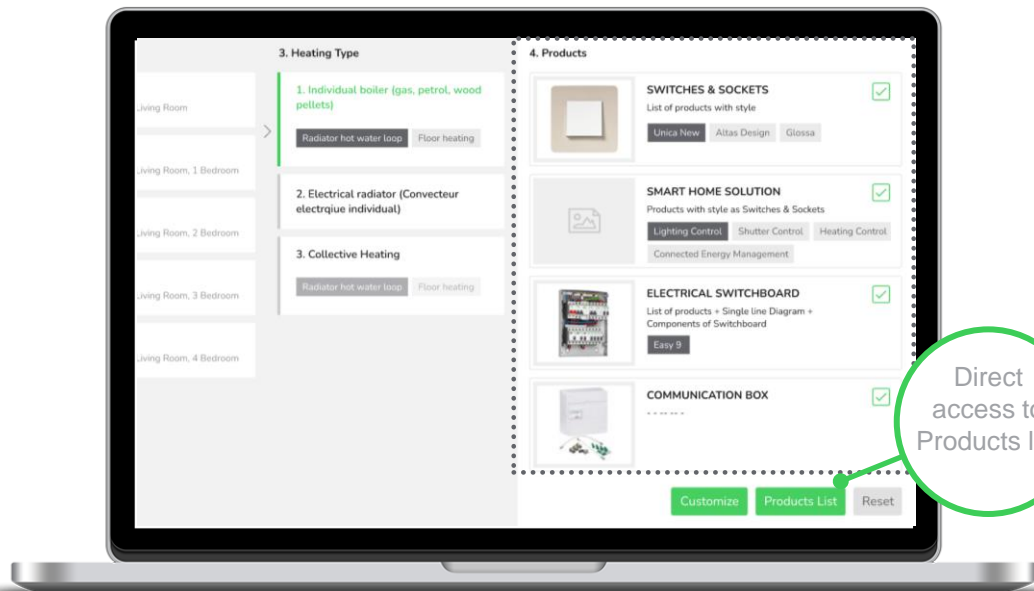 3. Heating Type
4. Products
Living Room
Living Room, 1 Bedroom
Living Room, 2 Bedroom
Living Room, 3 Bedroom
Living Room, 4 Bedroom
1. Individual boiler (gas, petrol, wood
pellets)
Radiator hot water loop Floor heating
2. Electrical radiator (Convecteur
electrqiue individual)
3. Collective Heating
Radiator hot water loop Floor heating
SWITCHES & SOCKETS
List of products with style
Unica New Altas Design Glossa
SMART HOME SOLUTION
Products with style as Switches & Sockets
Lighting Control Shutter Control Heating Control
Connected Energy Management
ELECTRICAL SWITCHBOARD
List of products + Single line Diagram +
Components of Switchboard
Easy 9
COMMUNICATION BOX
Customize Products List Reset
Direct
access to
Products